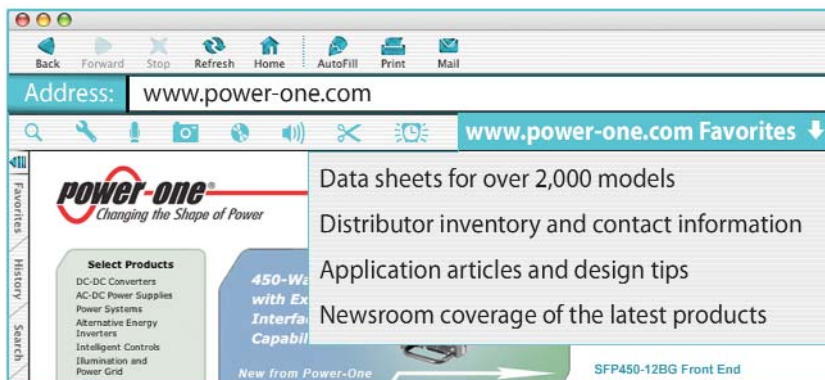 Back Forward Stop Refresh Home AutoFill Print Mail
Address: www.power-one.com
www.power-one.com Favorites
Favorites
History
Search
power-one®
Changing the Shape of Power
Data sheets for over 2,000 models
Distributor inventory and contact information
Application articles and design tips
Newsroom coverage of the latest products
Select Products
DC-DC Converters
AC-DC Power Supplies
Power Systems
Alternative Energy
Inverters
Intelligent Controls
Illumination and
Power Grid
450-Wa
with Ex
Interfa
Capabil
New from Power-One
SFP450-12BG Front End